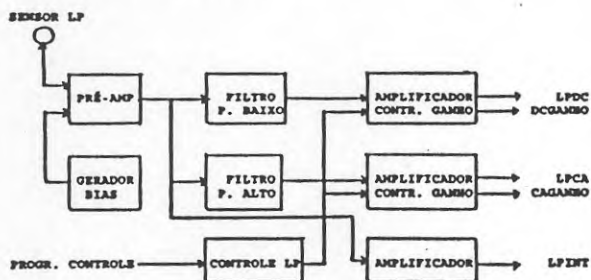 SENSOR LP
PRÉ-AMP
FILTRO
P. BAIXO
AMPLIFICADOR
CONTR. GANHO
LPDC
DCGANHO
GERADOR
BIAS
FILTRO
P. ALTO
AMPLIFICADOR
CONTR. GANHO
LPCA
CAGANHO
PROGR. CONTROLE
CONTROLE LP
AMPLIFICADOR
LPINT